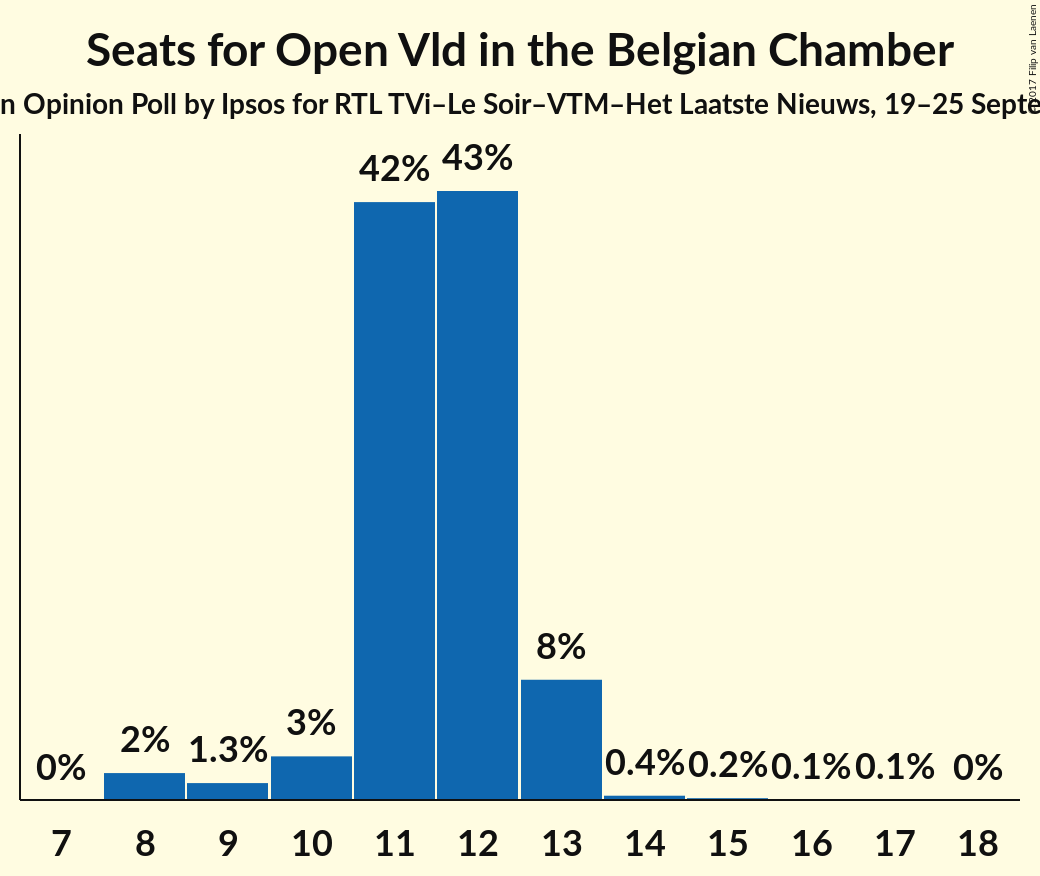 Seats for Open Vld in the Belgian Chamber
n Opinion Poll by Ipsos for RTL TVi–Le Soir–VTM–Het Laatste Nieuws, 19–25 Septe
2017 Filip van Laenen
42% 43%
8%
2% 1.3% 3%
0% 0.4% 0.2% 0.1% 0.1% 0%
7 8 9 10 11 12 13 14 15 16 17 18